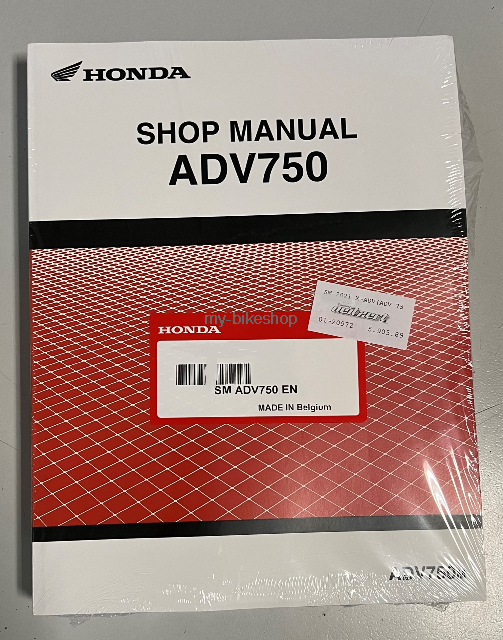 HONDA
SHOP MANUAL
ADV750
my-bikeshop
HONDA
SM ADV750 EN
MADE IN Belgium
ADV750